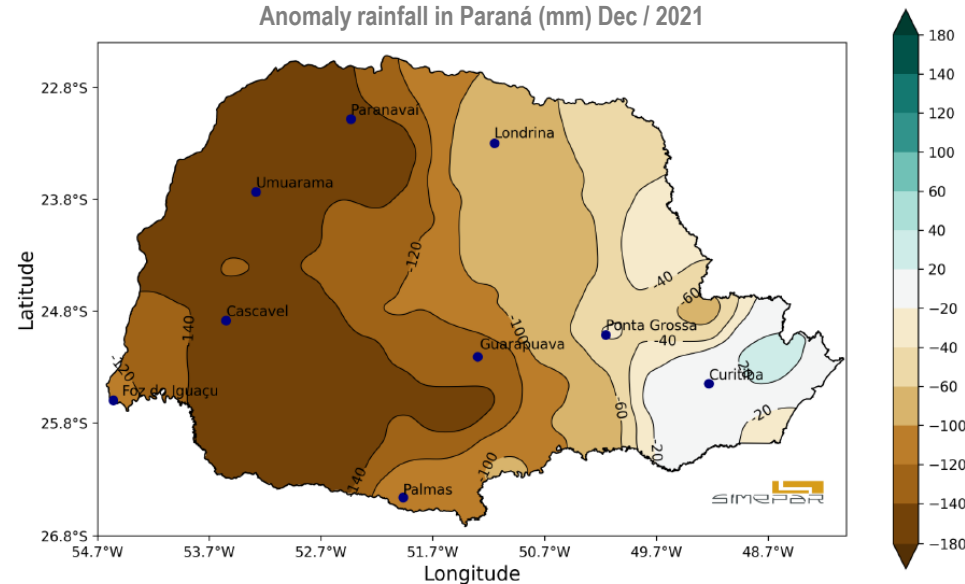 Anomaly rainfall in Paraná (mm) Dec / 2021
22.8°S
23.8°S
24.8°S
25.8°S
26.8°S
Latitude
54.7°W
53.7°W
52.7°W
51.7°W
50.7°W
49.7°W
48.7°W
Longitude
Paranavaí
Londrina
Umuarama
Cascavel
Ponta Grossa
Guarapuava
Curitiba
Foz do Iguaçu
Palmas
-120
-40
-60
-100
-40
-140
-120
20
-60
-20
-20
-100
-140
SIMEPAR
180
140
100
60
20
−20
−60
−100
−140
−180